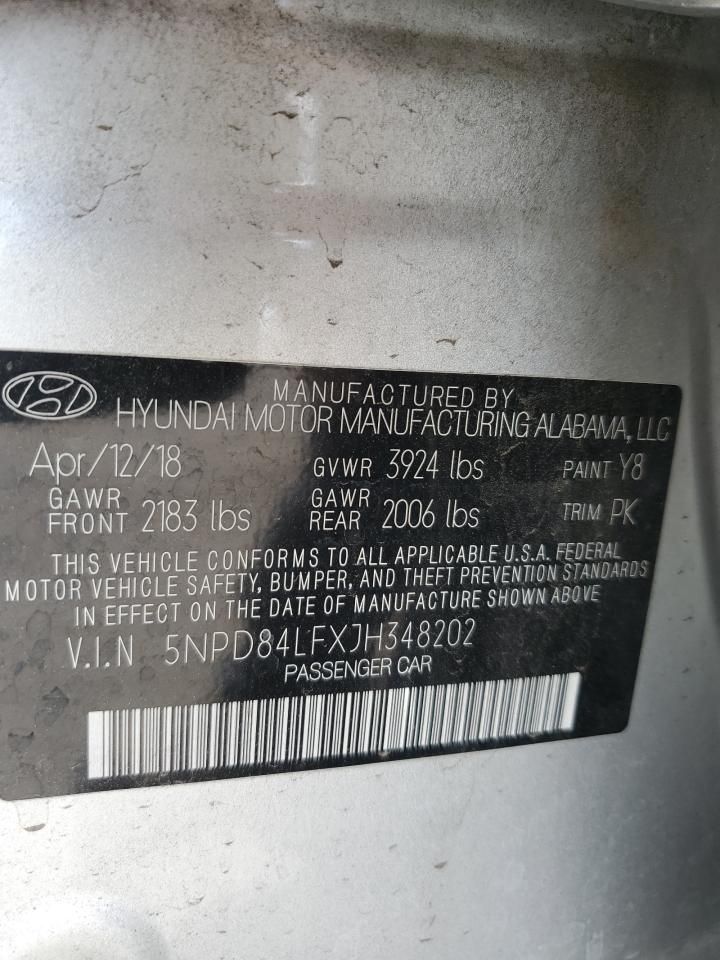 MANUFACTURED BY
HYUNDAI MOTOR MANUFACTURING ALABAMA, LLC
Apr/12/18 GVWR 3924 lbs PAINT Y8
GAWR FRONT 2183 lbs GAWR REAR 2006 lbs TRIM PK
THIS VEHICLE CONFORMS TO ALL APPLICABLE U.S.A. FEDERAL
MOTOR VEHICLE SAFETY, BUMPER, AND THEFT PREVENTION STANDARDS
IN EFFECT ON THE DATE OF MANUFACTURE SHOWN ABOVE
V.I.N 5NPD84LFXJH348202
PASSENGER CAR